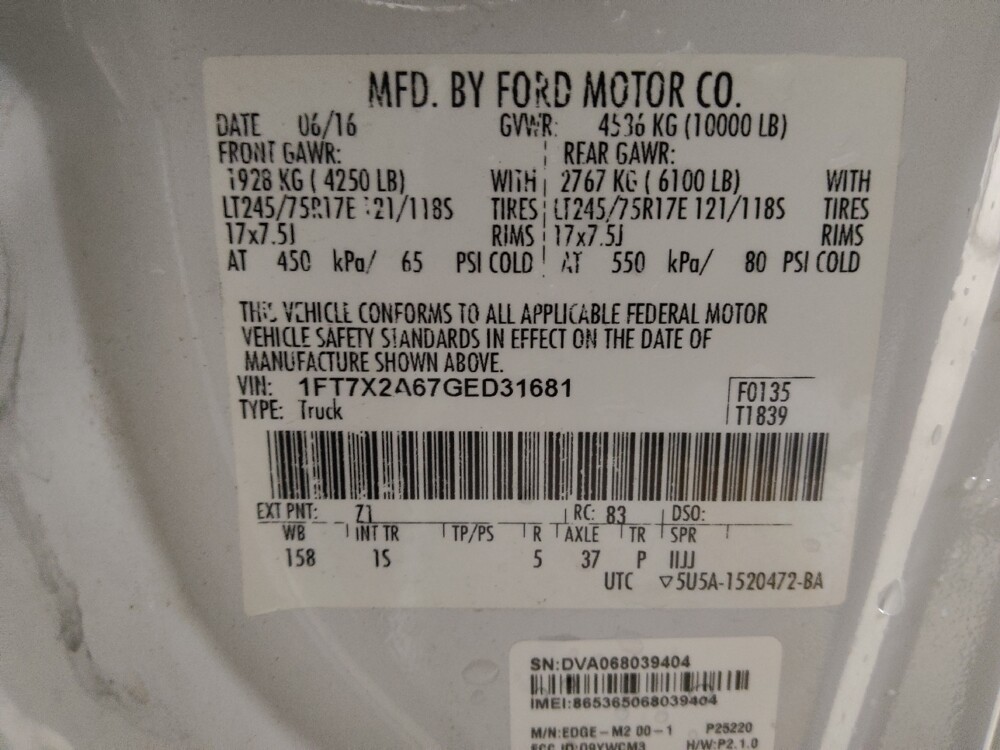 MFD. BY FORD MOTOR CO.
DATE 06/16 GVWR: 4536 KG (10000 LB)
FRONT GAWR: REAR GAWR:
1928 KG ( 4250 LB) WITH 2767 KG ( 6100 LB) WITH
LT245/75R17E 121/118S TIRES LT245/75R17E 121/118S TIRES
17x7.5J RIMS 17x7.5J RIMS
AT 450 kPa/ 65 PSI COLD AT 550 kPa/ 80 PSI COLD
THIS VEHICLE CONFORMS TO ALL APPLICABLE FEDERAL MOTOR
VEHICLE SAFETY STANDARDS IN EFFECT ON THE DATE OF
MANUFACTURE SHOWN ABOVE.
VIN: 1FT7X2A67GED31681 F0135
TYPE: Truck T1839
EXT PNT: Z1 RC: 83 DSO:
WB INT TR TP/PS R AXLE TR SPR
158 1S 5 37 P IIJJ
UTC ▽5U5A-1520472-BA
SN:DVA068039404
IMEI:865365068039404
M/N:EDGE-M2 00-1 P25220
FCC ID:Q9YWCM3 H/W:P2.1.0